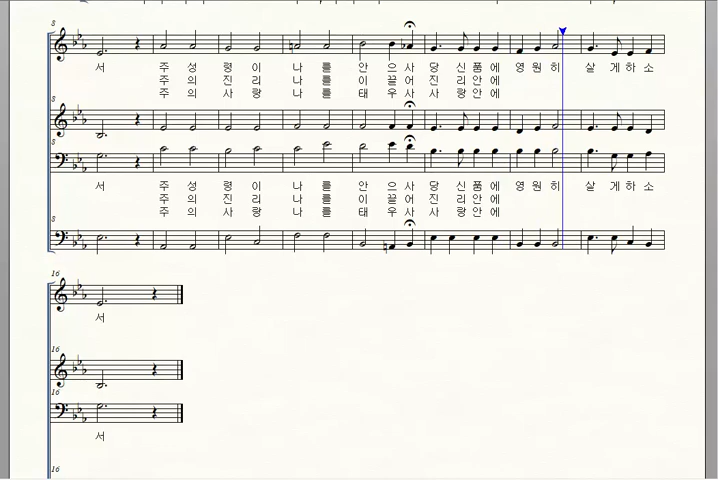 8
서 주 성 령 이 나 를 안 으 사 당 신 품 에 영 원 히 살 게 하 소
주 의 진 리 나 를 이 끌 어 진 리 안 에
주 의 사 랑 나 를 태 우 사 사 랑 안 에
8
8
서 주 성 령 이 나 를 안 으 사 당 신 품 에 영 원 히 살 게 하 소
주 의 진 리 나 를 이 끌 어 진 리 안 에
주 의 사 랑 나 를 태 우 사 사 랑 안 에
8
16
서
16
16
서
16